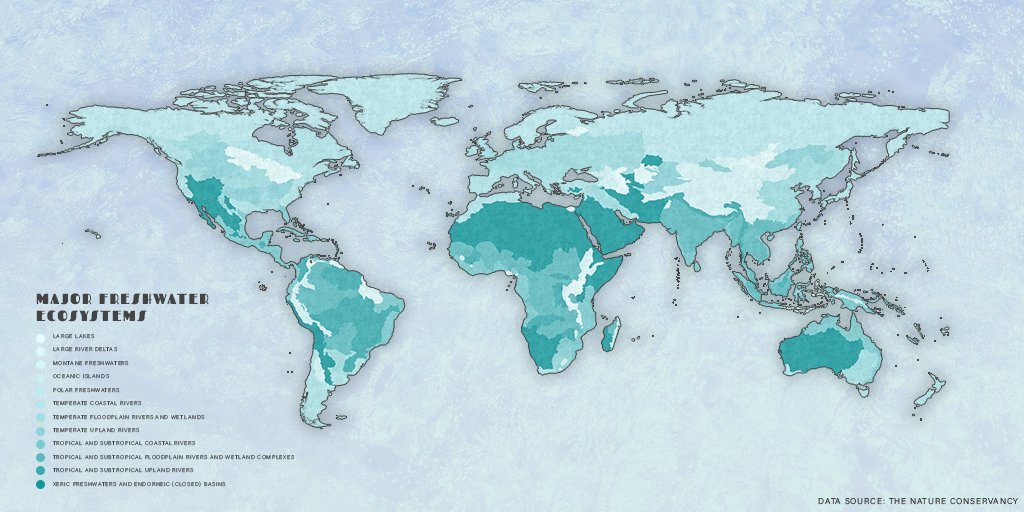 MAJOR FRESHWATER
ECOSYSTEMS
LARGE LAKES
LARGE RIVER DELTAS
MONTANE FRESHWATERS
OCEANIC ISLANDS
POLAR FRESHWATERS
TEMPERATE COASTAL RIVERS
TEMPERATE FLOODPLAIN RIVERS AND WETLANDS
TEMPERATE UPLAND RIVERS
TROPICAL AND SUBTROPICAL COASTAL RIVERS
TROPICAL AND SUBTROPICAL FLOODPLAIN RIVERS AND WETLAND COMPLEXES
TROPICAL AND SUBTROPICAL UPLAND RIVERS
XERIC FRESHWATERS AND ENDORHEIC (CLOSED) BASINS
DATA SOURCE: THE NATURE CONSERVANCY